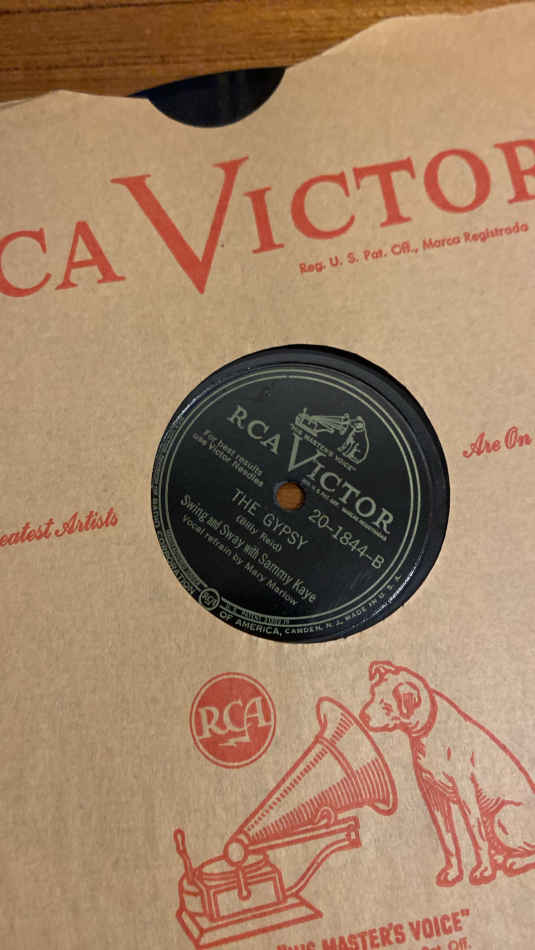 CA VICTOR
Reg. U. S. Pat. Off., Marca Registrada
Are On
eatest Artists
"HIS MASTER'S VOICE"
RCA VICTOR
For best results
use Victor Needles
20-1844-B
THE GYPSY
(Billy Reid)
Swing and Sway with Sammy Kaye
Vocal refrain by Mary Marlow
RCA
OF AMERICA, CAMDEN, N. J., MADE IN U. S. A.
RCA
"HIS MASTER'S VOICE"